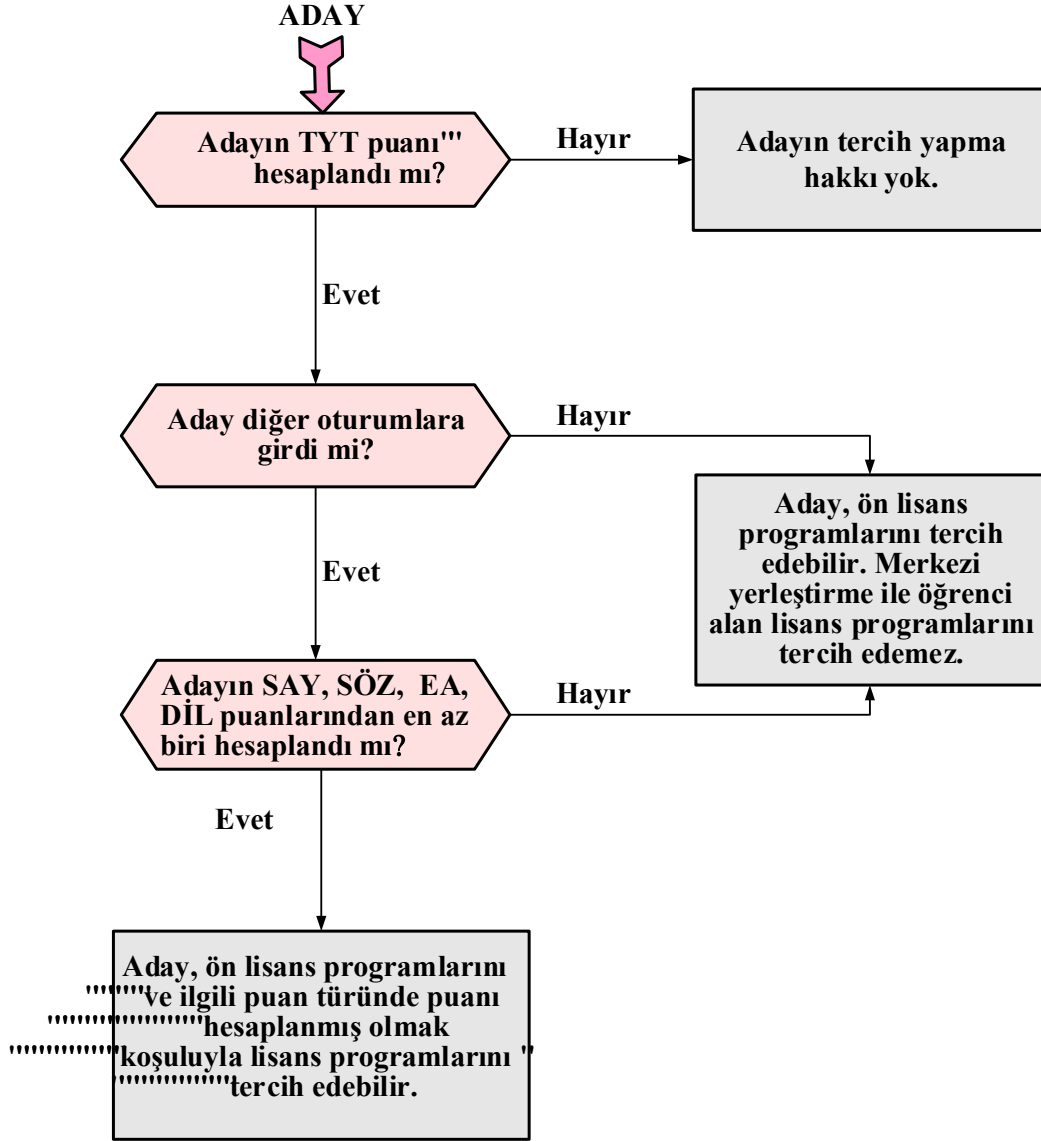 ADAY
Adayın TYT puanı'''
hesaplandı mı?
Hayır
Adayın tercih yapma
hakkı yok.
Evet
Aday diğer oturumlara
girdi mi?
Hayır
Aday, ön lisans
programlarını tercih
edebilir. Merkezi
yerleştirme ile öğrenci
alan lisans programlarını
tercih edemez.
Evet
Adayın SAY, SÖZ, EA,
DİL puanlarından en az
biri hesaplandı mı?
Hayır
Evet
Aday, ön lisans programlarını
''''''''ve ilgili puan türünde puanı
''''''''''''''''''hesaplanmış olmak
''''''''''''koşuluyla lisans programlarını ''
'''''''''''''tercih edebilir.